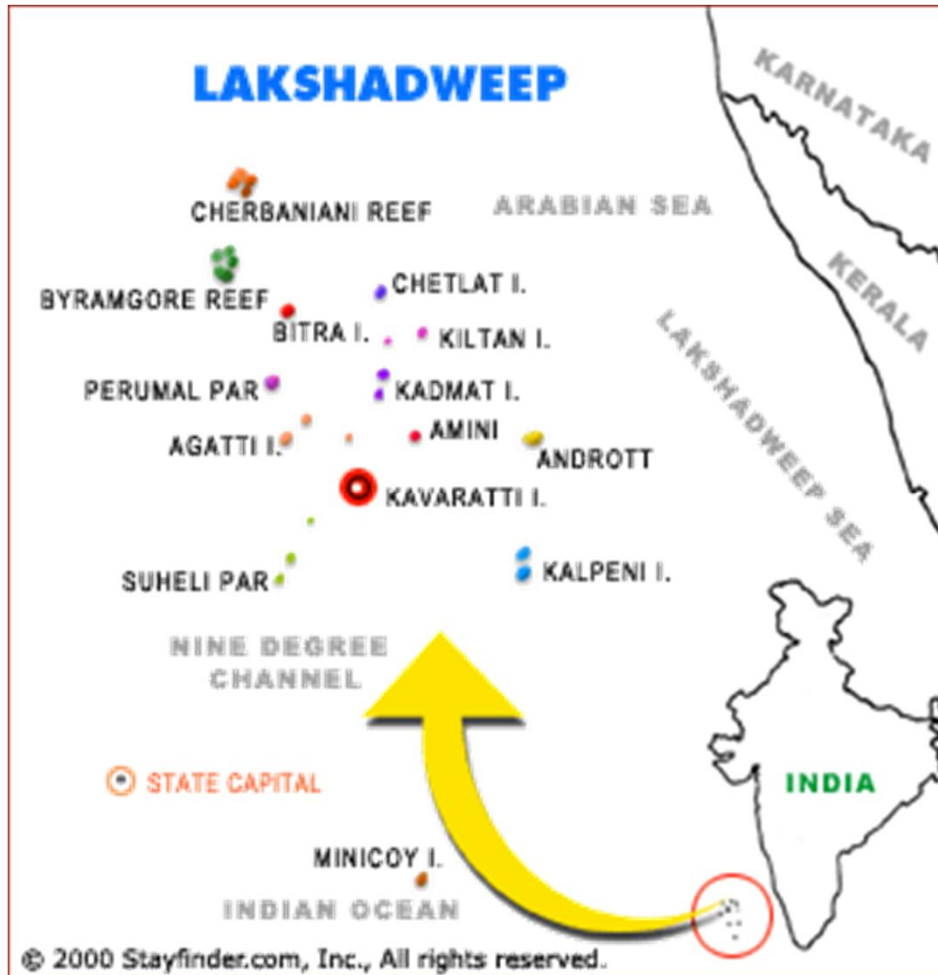 LAKSHADWEEP
KARNATAKA
CHERBANIANI REEF
ARABIAN SEA
KERALA
BYRAMGORE REEF
CHETLAT I.
BITRA I.
KILTAN I.
LAKSHADWEEP SEA
PERUMAL PAR
KADMAT I.
AGATTI I.
AMINI
ANDROTT
KAVARATTI I.
SUHELI PAR
KALPENI I.
NINE DEGREE
CHANNEL
STATE CAPITAL
INDIA
MINICOY I.
INDIAN OCEAN
© 2000 Stayfinder.com, Inc., All rights reserved.